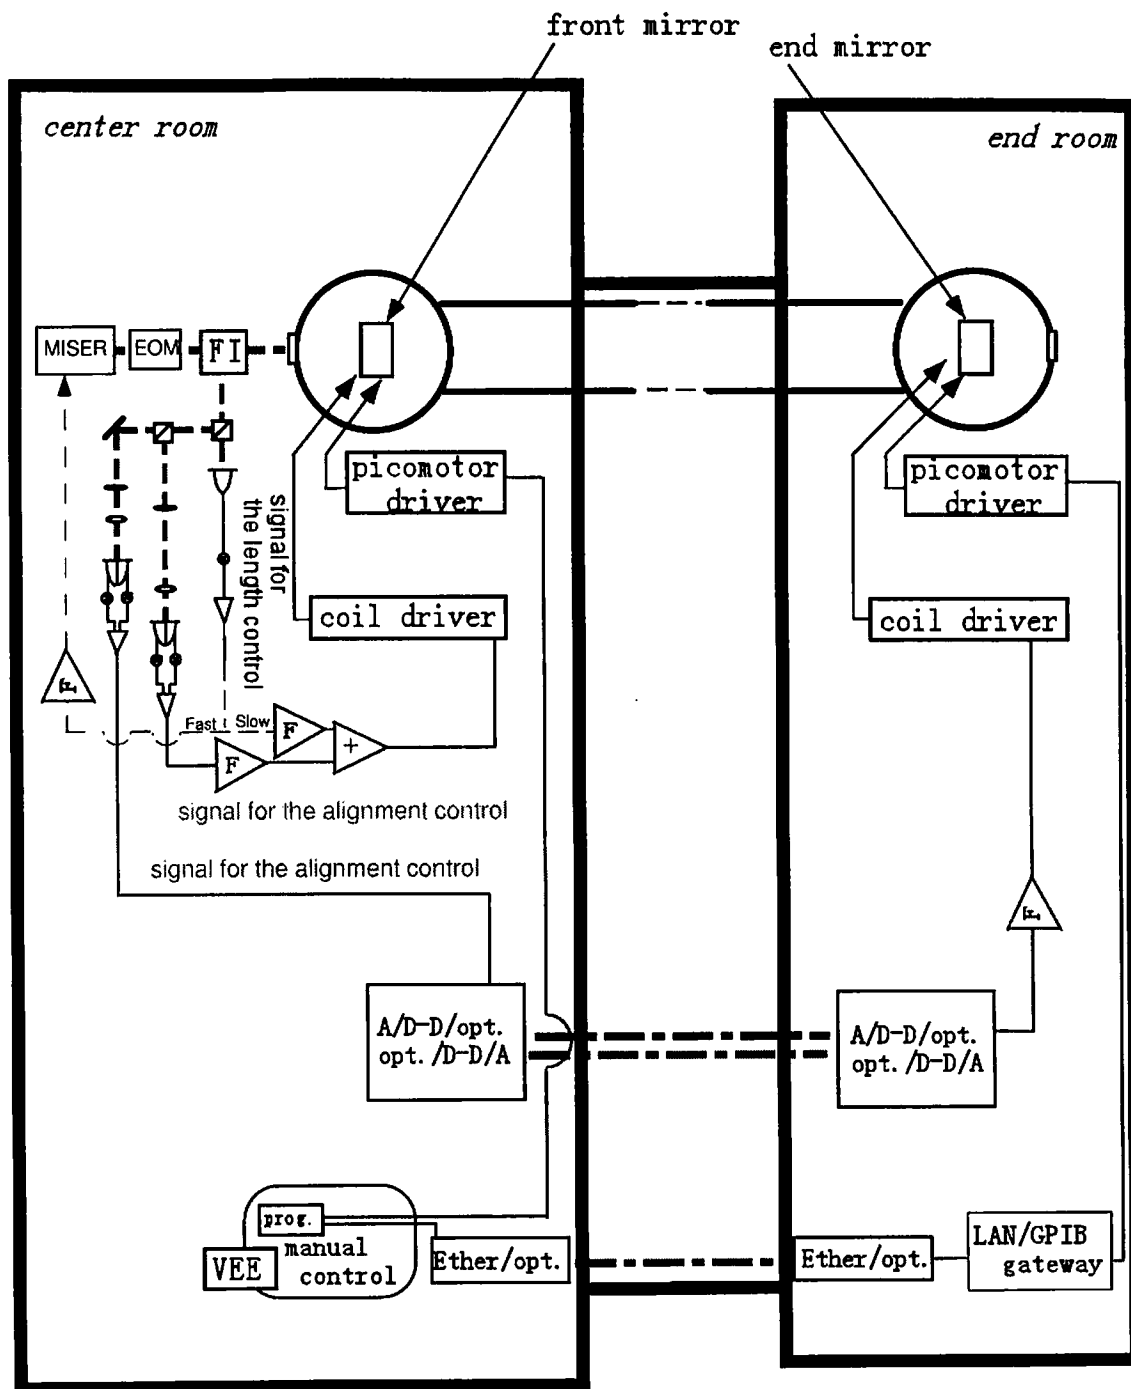 front mirror
end mirror
center room
end room
MISER
EOM
FI
picomotor
driver
picomotor
driver
signal for
the length control
coil driver
coil driver
F
Fast
Slow
F
F
+
signal for the alignment control
signal for the alignment control
F
A/D-D/opt.
opt./D-D/A
A/D-D/opt.
opt./D-D/A
prog.
manual
control
VEE
Ether/opt.
Ether/opt.
LAN/GPIB
gateway